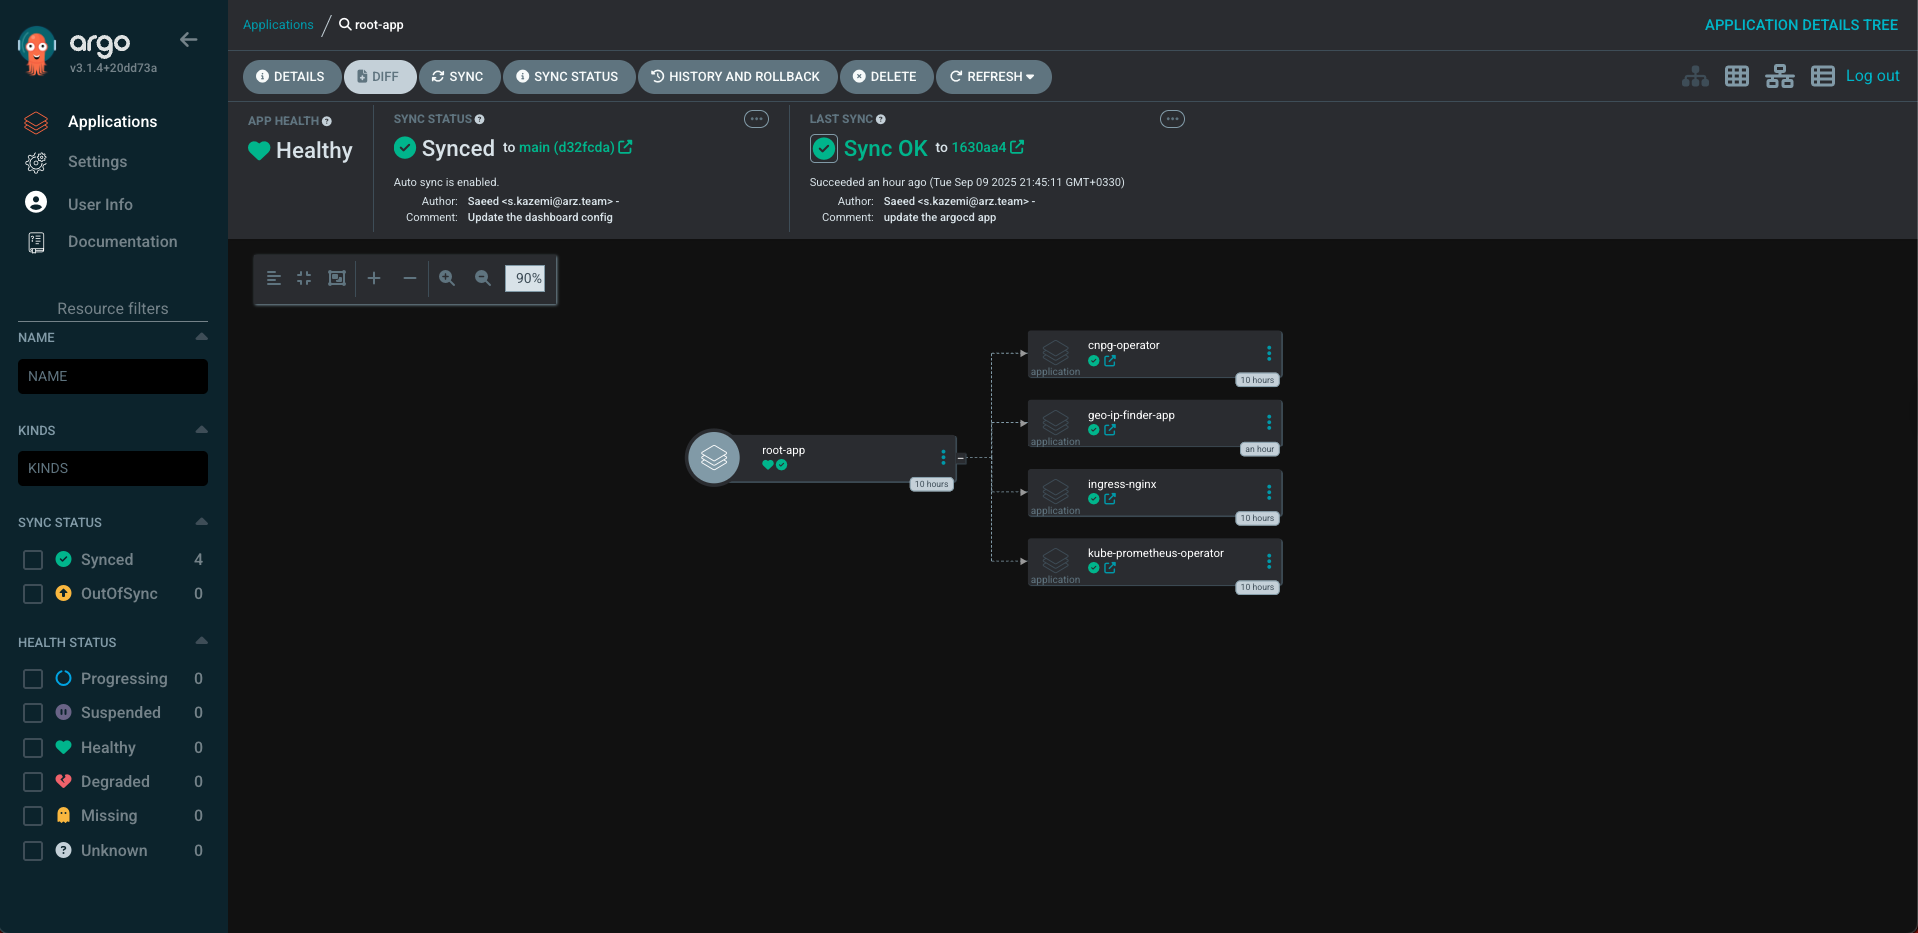 argo
v3.1.4+20dd73a
Applications
Settings
User Info
Documentation
Resource filters
NAME
NAME
KINDS
KINDS
SYNC STATUS
Synced 4
OutOfSync 0
HEALTH STATUS
Progressing 0
Suspended 0
Healthy 0
Degraded 0
Missing 0
Unknown 0
Applications / root-app
APPLICATION DETAILS TREE
DETAILS DIFF SYNC SYNC STATUS HISTORY AND ROLLBACK DELETE REFRESH
Log out
APP HEALTH
Healthy
SYNC STATUS
Synced to main (d32fcda)
Auto sync is enabled.
Author: Saeed <s.kazemi@arz.team> -
Comment: Update the dashboard config
LAST SYNC
Sync OK to 1630aa4
Succeeded an hour ago (Tue Sep 09 2025 21:45:11 GMT+0330)
Author: Saeed <s.kazemi@arz.team> -
Comment: update the argocd app
90%
root-app
10 hours
cnpg-operator
application
10 hours
geo-ip-finder-app
application
an hour
ingress-nginx
application
10 hours
kube-prometheus-operator
application
10 hours